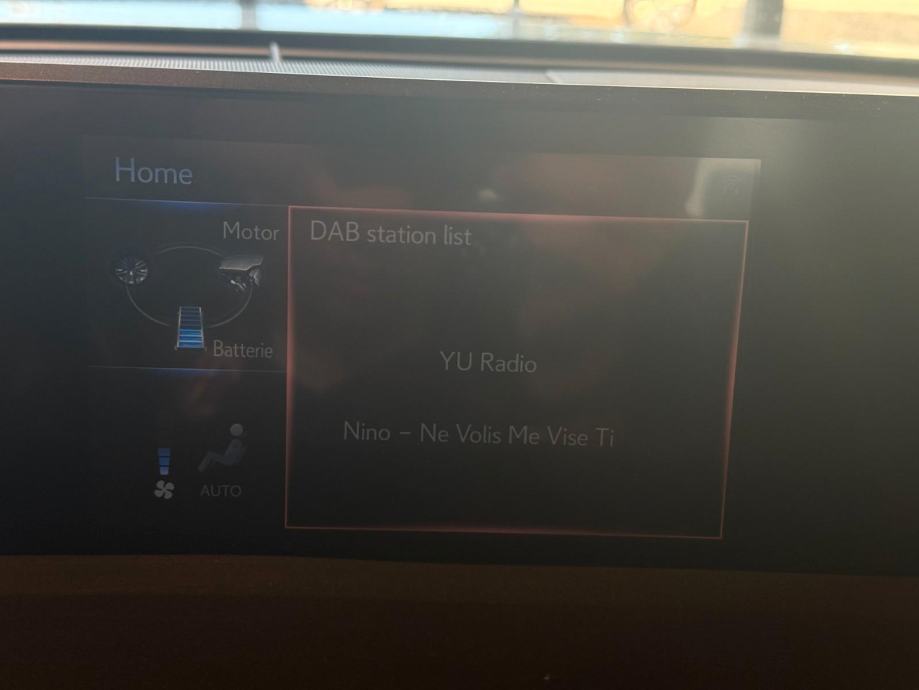 Home
Motor
DAB station list
Batterie
YU Radio
Nino – Ne Volis Me Vise Ti
AUTO